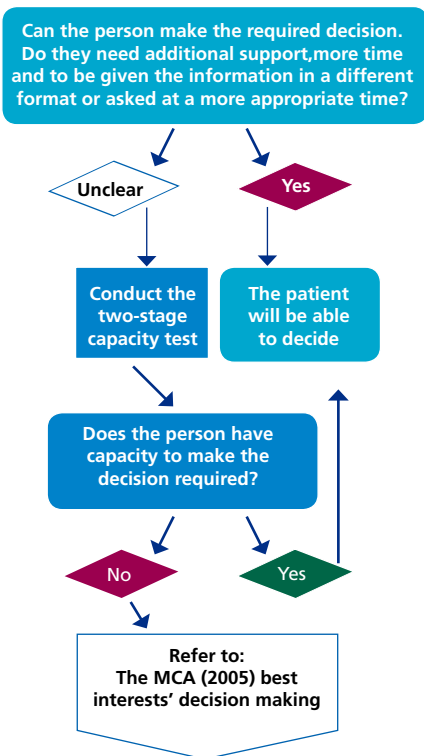 Can the person make the required decision.
Do they need additional support,more time
and to be given the information in a different
format or asked at a more appropriate time?
Unclear
Yes
Conduct the
two-stage
capacity test
The patient
will be able
to decide
Does the person have
capacity to make the
decision required?
No
Yes
Refer to:
The MCA (2005) best
interests’ decision making